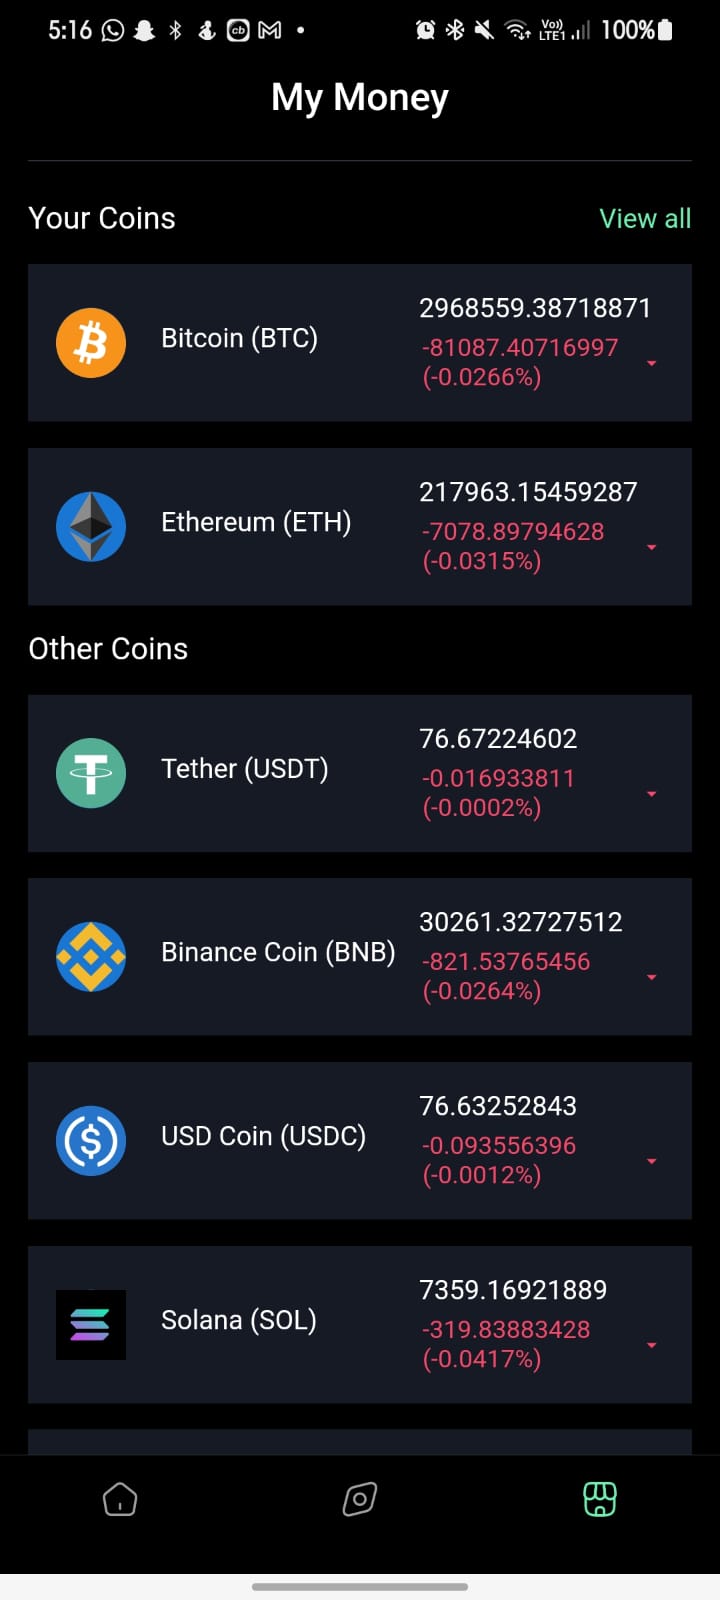 5:16
cb
Vo))
LTE1
100%
My Money
Your Coins
View all
Bitcoin (BTC)
2968559.38718871
-81087.40716997
(-0.0266%)
Ethereum (ETH)
217963.15459287
-7078.89794628
(-0.0315%)
Other Coins
Tether (USDT)
76.67224602
-0.016933811
(-0.0002%)
Binance Coin (BNB)
30261.32727512
-821.53765456
(-0.0264%)
USD Coin (USDC)
76.63252843
-0.093556396
(-0.0012%)
Solana (SOL)
7359.16921889
-319.83883428
(-0.0417%)